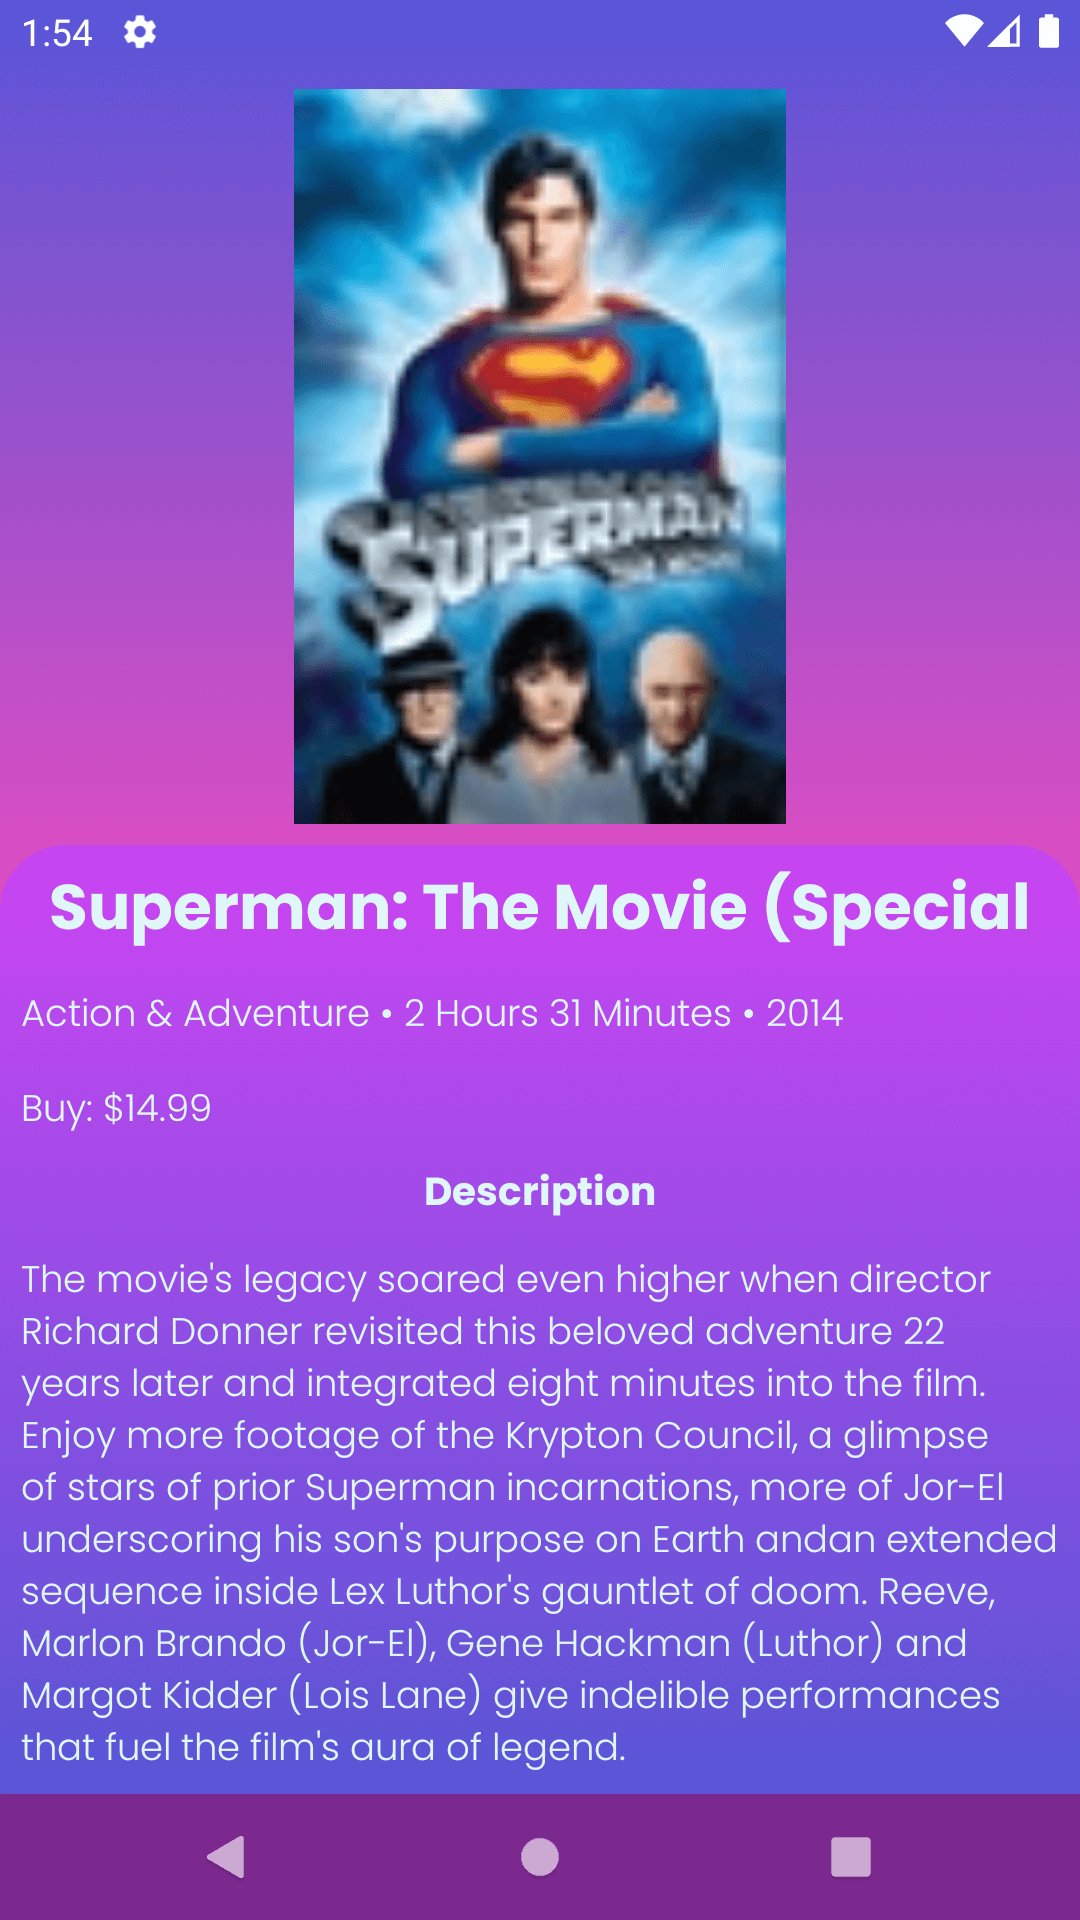 1:54
SUPERMAN
THE MOVIE
Superman: The Movie (Special
Action & Adventure • 2 Hours 31 Minutes • 2014
Buy: $14.99
Description
The movie's legacy soared even higher when director
Richard Donner revisited this beloved adventure 22
years later and integrated eight minutes into the film.
Enjoy more footage of the Krypton Council, a glimpse
of stars of prior Superman incarnations, more of Jor-El
underscoring his son's purpose on Earth andan extended
sequence inside Lex Luthor's gauntlet of doom. Reeve,
Marlon Brando (Jor-El), Gene Hackman (Luthor) and
Margot Kidder (Lois Lane) give indelible performances
that fuel the film's aura of legend.